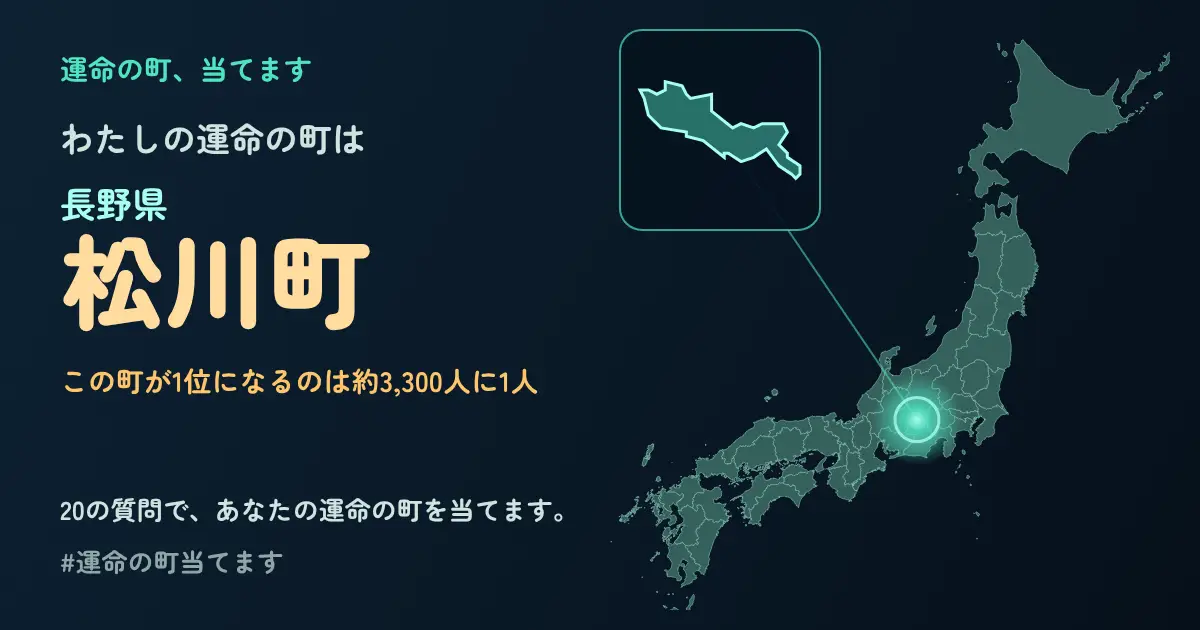 運命の町、当てます
わたしの運命の町は
長野県
松川町
この町が1位になるのは約3,300人に1人
20の質問で、あなたの運命の町を当てます。
#運命の町当てます